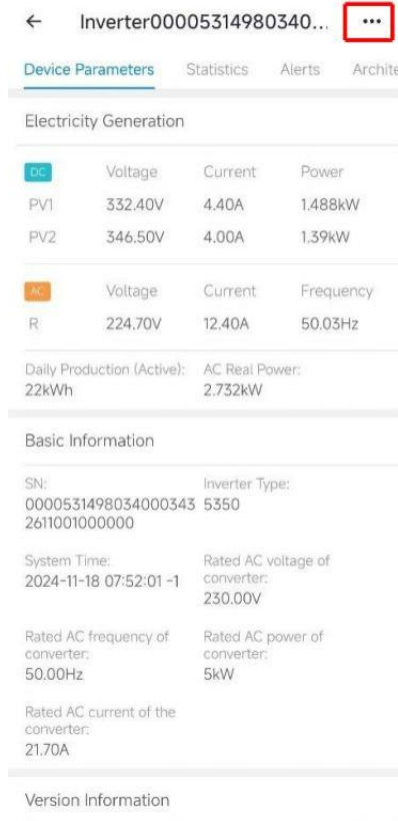 ← Inverter00005314980340... •••
Device Parameters Statistics Alerts Archite
Electricity Generation
DC Voltage Current Power
PV1 332.40V 4.40A 1.488kW
PV2 346.50V 4.00A 1.39kW
AC Voltage Current Frequency
R 224.70V 12.40A 50.03Hz
Daily Production (Active): AC Real Power:
22kWh 2.732kW
Basic Information
SN: Inverter Type:
0000531498034000343 5350
2611001000000
System Time: Rated AC voltage of
2024-11-18 07:52:01 -1 converter:
230.00V
Rated AC frequency of Rated AC power of
converter: converter:
50.00Hz 5kW
Rated AC current of the
converter:
21.70A
Version Information